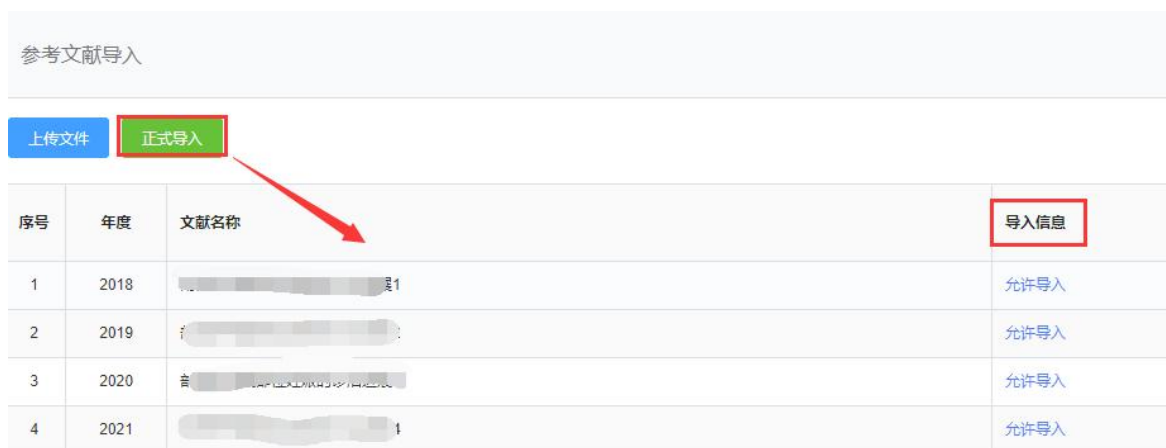 参考文献导入
上传文件 正式导入
序号 年度 文献名称 导入信息
1 2018 展1 允许导入
2 2019 允许导入
3 2020 允许导入
4 2021 允许导入